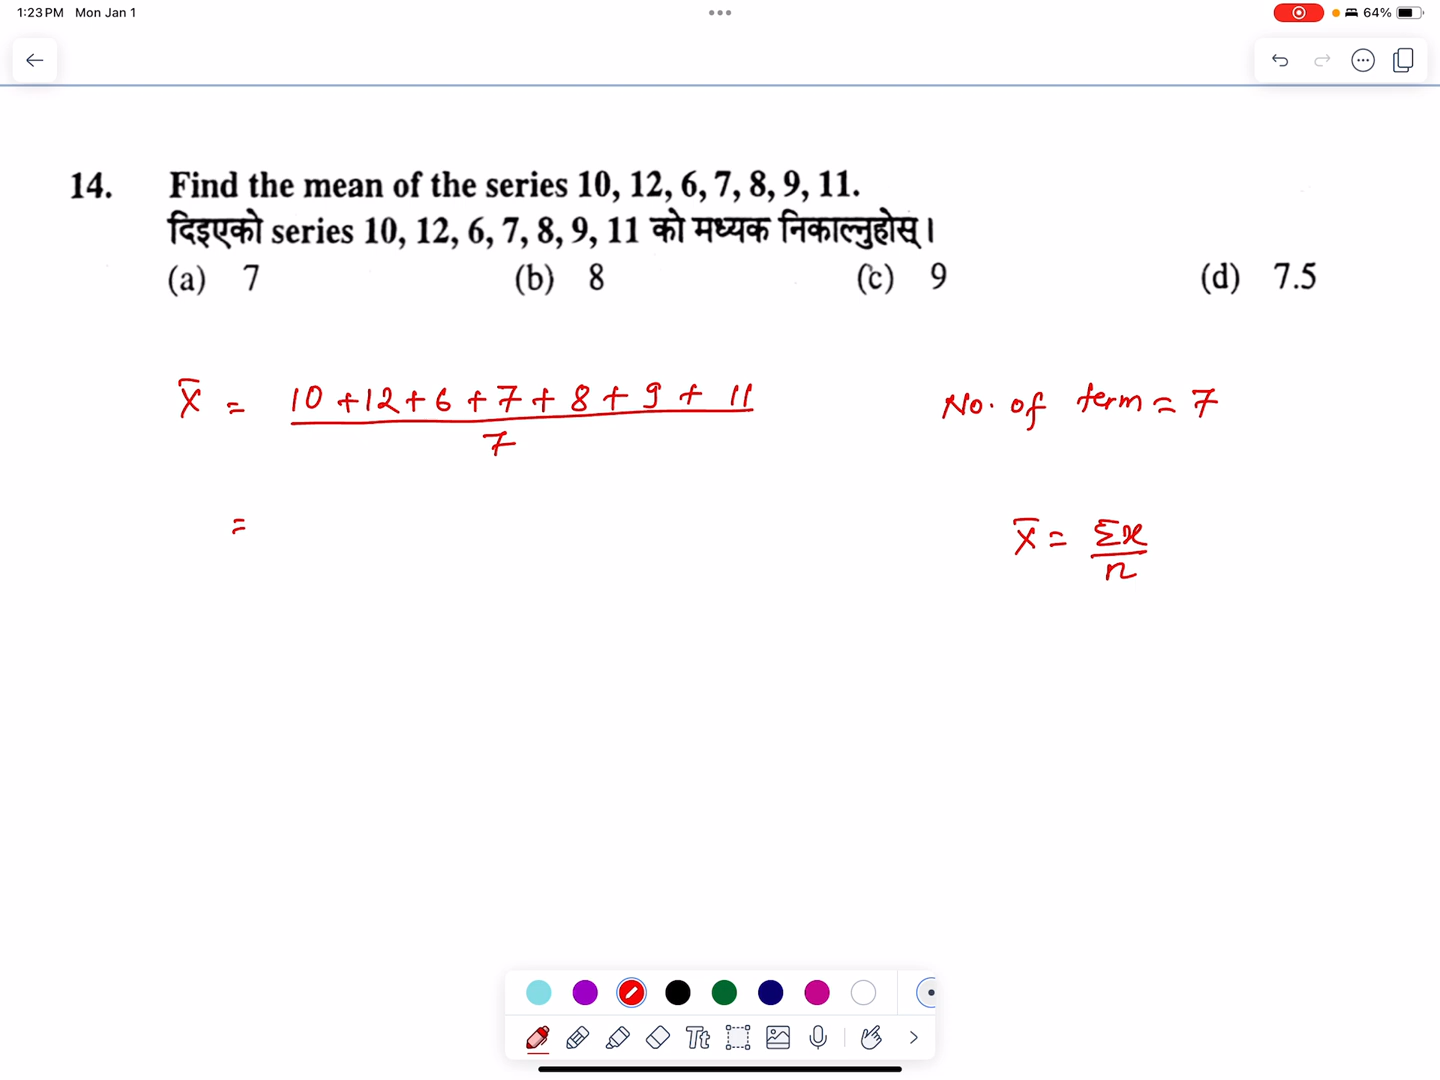 1:23 PM Mon Jan 1
64%
14. Find the mean of the series 10, 12, 6, 7, 8, 9, 11.
दिइएको series 10, 12, 6, 7, 8, 9, 11 को मध्यक निकाल्नुहोस् ।
(a) 7 (b) 8 (c) 9 (d) 7.5
X̄ = 10 + 12 + 6 + 7 + 8 + 9 + 11 No. of term = 7
7
= X̄ = Σx
n
Tt